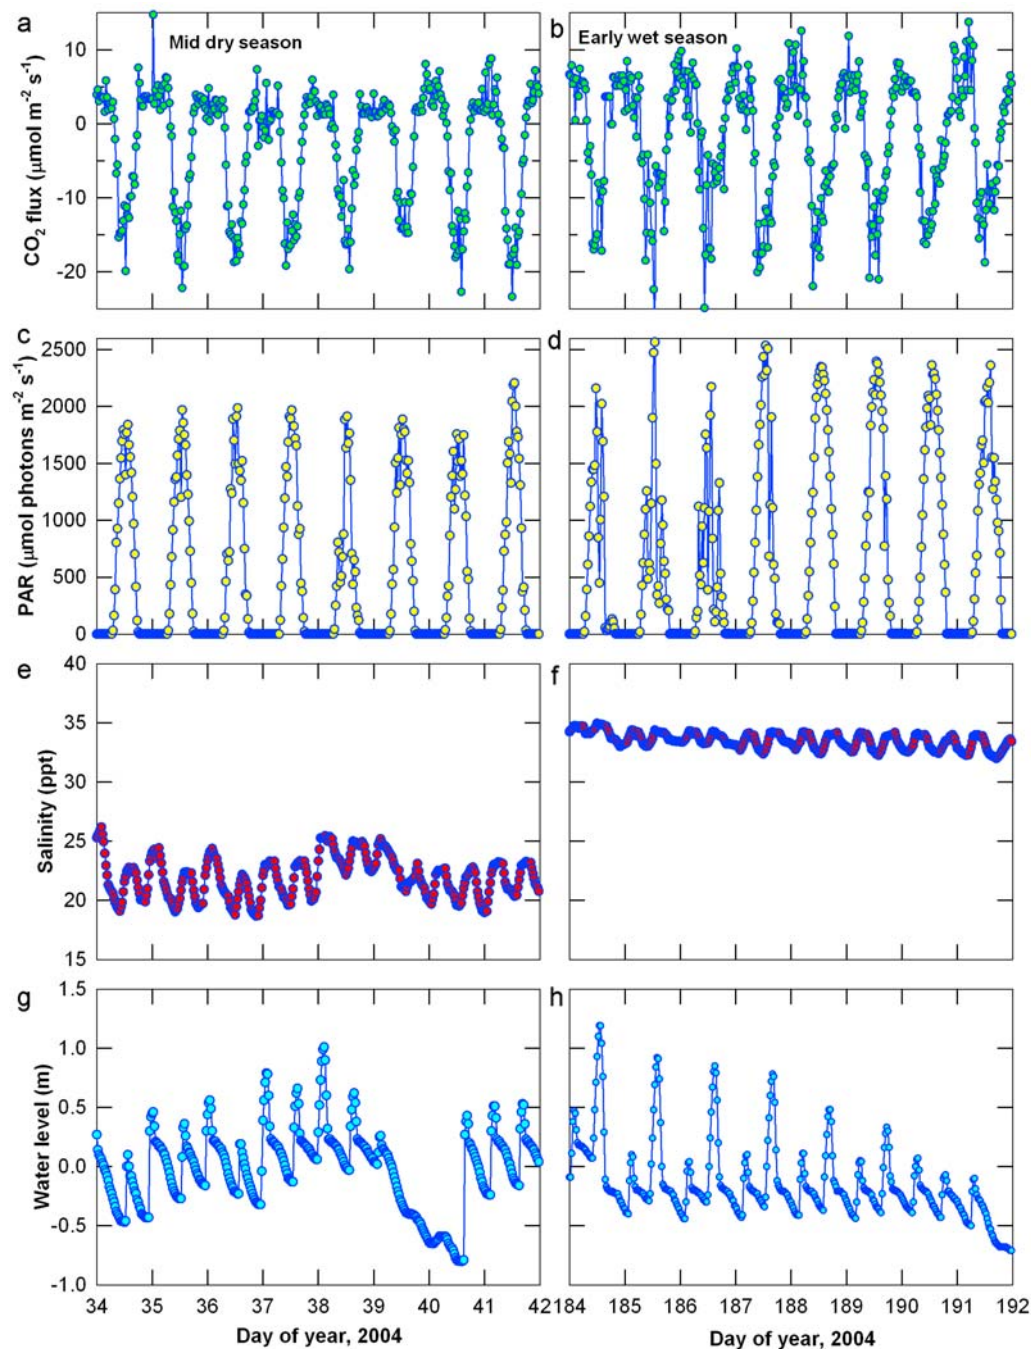 a
b
Mid dry season
Early wet season
CO2 flux (μmol m-2 s-1)
10
0
-10
-20
c
d
PAR (μmol photons m-2 s-1)
2500
2000
1500
1000
500
0
e
f
Salinity (ppt)
40
35
30
25
20
15
g
h
Water level (m)
1.5
1.0
0.5
0.0
-0.5
-1.0
34 35 36 37 38 39 40 41 42
184 185 186 187 188 189 190 191 192
Day of year, 2004
Day of year, 2004